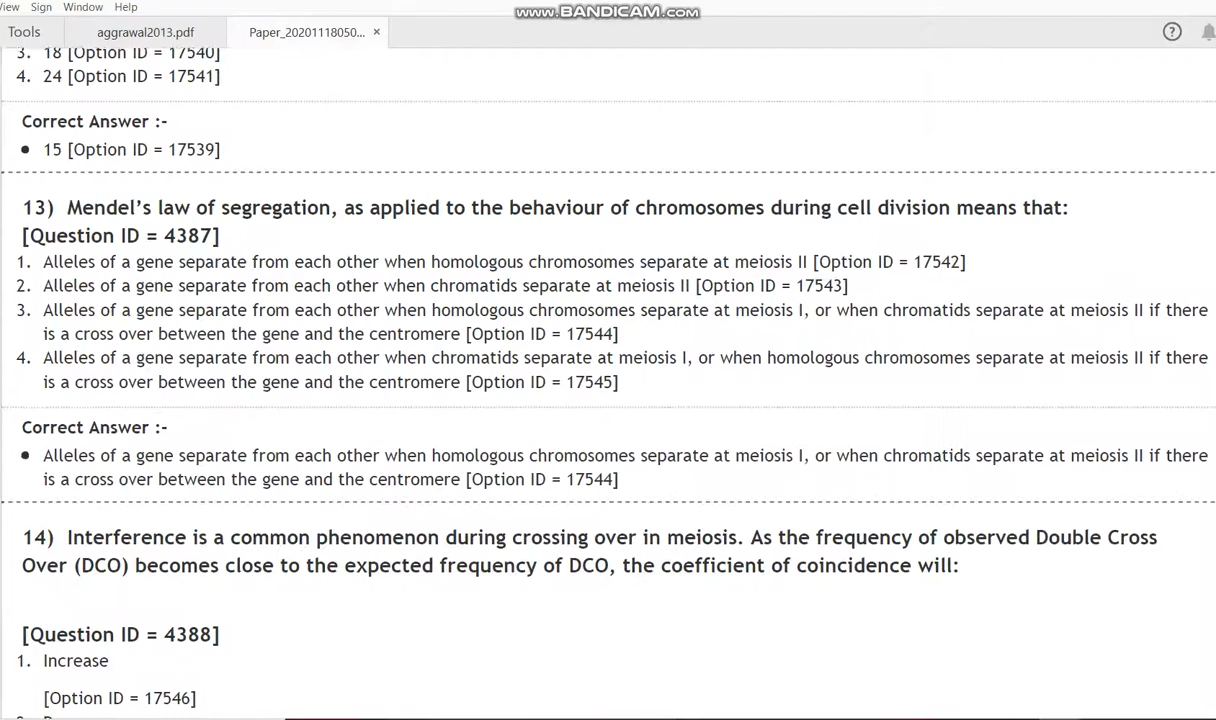 View Sign Window Help
www.BANDICAM.com
Tools aggrawal2013.pdf Paper_20201118050... ×
3. 18 [Option ID = 17540]
4. 24 [Option ID = 17541]
Correct Answer :-
• 15 [Option ID = 17539]
13) Mendel’s law of segregation, as applied to the behaviour of chromosomes during cell division means that:
[Question ID = 4387]
1. Alleles of a gene separate from each other when homologous chromosomes separate at meiosis II [Option ID = 17542]
2. Alleles of a gene separate from each other when chromatids separate at meiosis II [Option ID = 17543]
3. Alleles of a gene separate from each other when homologous chromosomes separate at meiosis I, or when chromatids separate at meiosis II if there
is a cross over between the gene and the centromere [Option ID = 17544]
4. Alleles of a gene separate from each other when chromatids separate at meiosis I, or when homologous chromosomes separate at meiosis II if there
is a cross over between the gene and the centromere [Option ID = 17545]
Correct Answer :-
• Alleles of a gene separate from each other when homologous chromosomes separate at meiosis I, or when chromatids separate at meiosis II if there
is a cross over between the gene and the centromere [Option ID = 17544]
14) Interference is a common phenomenon during crossing over in meiosis. As the frequency of observed Double Cross
Over (DCO) becomes close to the expected frequency of DCO, the coefficient of coincidence will:
[Question ID = 4388]
1. Increase
[Option ID = 17546]